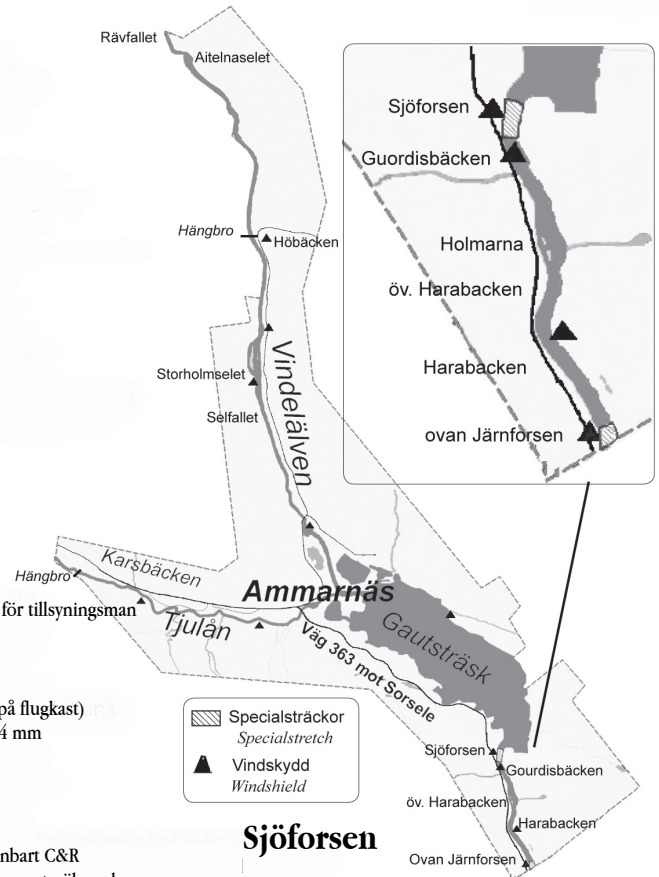 Rävfallet
Aitelnaselet
Sjöforsen
Guordisbäcken
Hängbro
Höbäcken
Holmarna
öv. Harabacken
Vindelälven
Storholmselet
Harabacken
Selfallet
ovan Järnforsen
Karsbäcken
Hängbro
Ammarnäs
för tillsyningsman
Tjulån
Gautsträsk
Väg 363 mot Sorsele
på flugkast)
4 mm
Specialsträckor
Specialstretch
Vindskydd
Windshield
Sjöforsen
Gourdisbäcken
öv. Harabacken
Harabacken
Sjöforsen
nbart C&R
Ovan Järnforsen